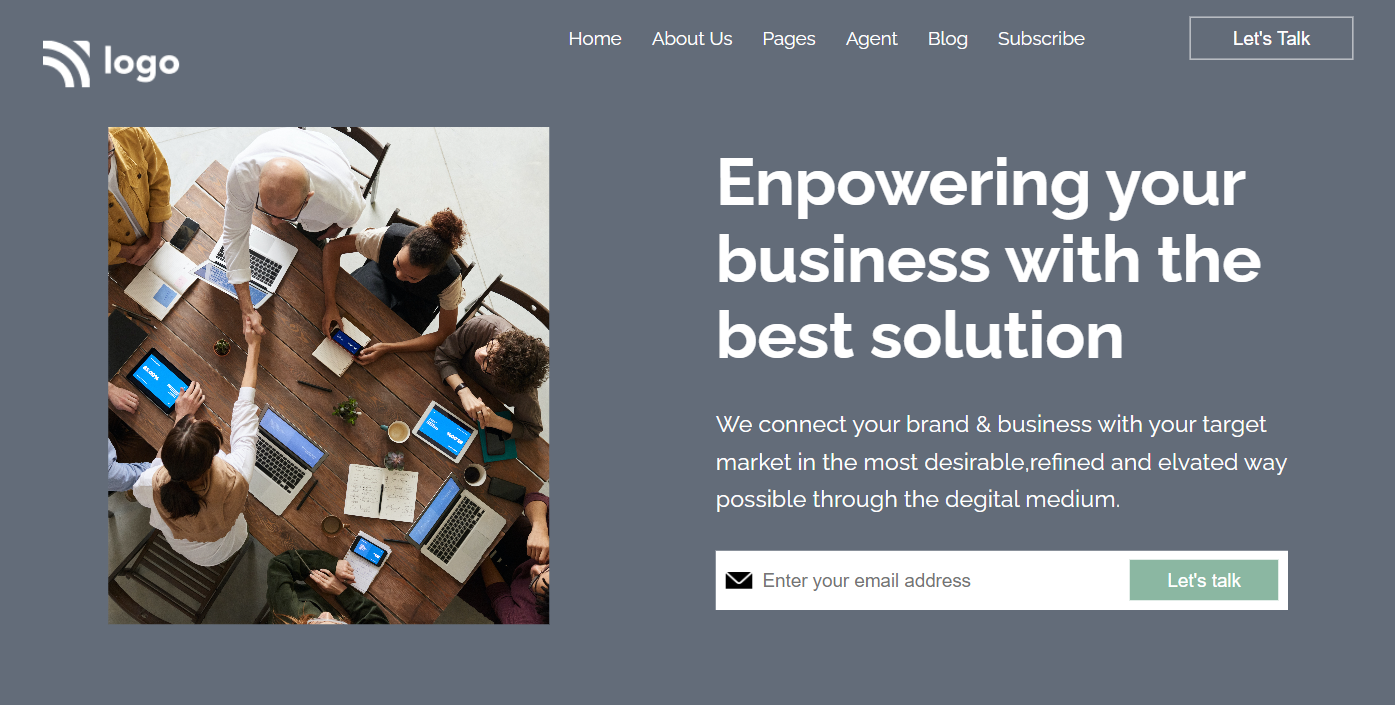 logo
Home About Us Pages Agent Blog Subscribe Let's Talk
Enpowering your
business with the
best solution
We connect your brand & business with your target
market in the most desirable,refined and elvated way
possible through the degital medium.
Enter your email address Let's talk